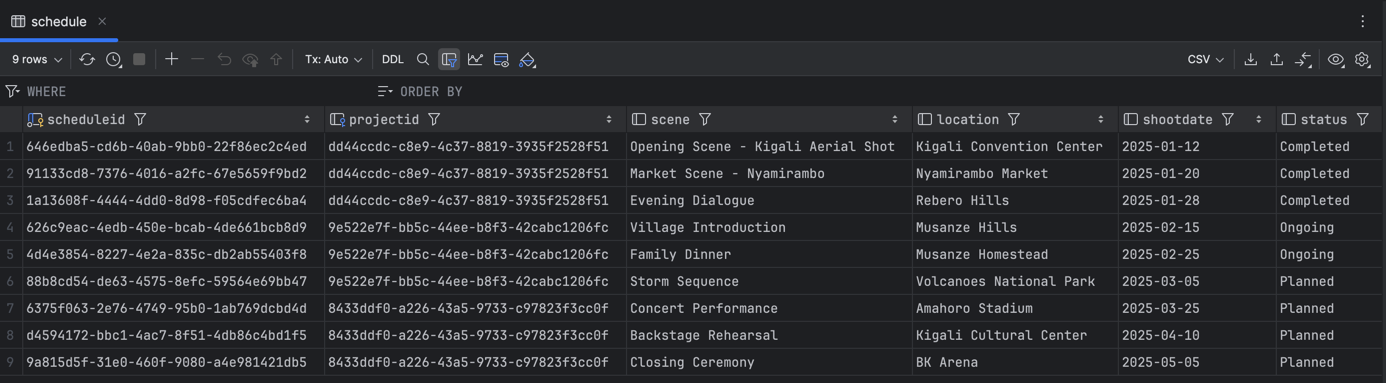 schedule
9 rows Tx: Auto DDL CSV
WHERE ORDER BY
scheduleid projectid scene location shootdate status
1 646edba5-cd6b-40ab-9bb0-22f86ec2c4ed dd44ccdc-c8e9-4c37-8819-3935f2528f51 Opening Scene - Kigali Aerial Shot Kigali Convention Center 2025-01-12 Completed
2 91133cd8-7376-4016-a2fc-67e5659f9bd2 dd44ccdc-c8e9-4c37-8819-3935f2528f51 Market Scene - Nyamirambo Nyamirambo Market 2025-01-20 Completed
3 1a13608f-4444-4dd0-8d98-f05cdfec6ba4 dd44ccdc-c8e9-4c37-8819-3935f2528f51 Evening Dialogue Rebero Hills 2025-01-28 Completed
4 626c9eac-4edb-450e-bcab-4de661bcb8d9 9e522e7f-bb5c-44ee-b8f3-42cabc1206fc Village Introduction Musanze Hills 2025-02-15 Ongoing
5 4d4e3854-8227-4e2a-835c-db2ab55403f8 9e522e7f-bb5c-44ee-b8f3-42cabc1206fc Family Dinner Musanze Homestead 2025-02-25 Ongoing
6 88b8cd54-de63-4575-8efc-59564e69bb47 9e522e7f-bb5c-44ee-b8f3-42cabc1206fc Storm Sequence Volcanoes National Park 2025-03-05 Planned
7 6375f063-2e76-4749-95b0-1ab769dcbd4d 8433ddf0-a226-43a5-9733-c97823f3cc0f Concert Performance Amahoro Stadium 2025-03-25 Planned
8 d4594172-bbc1-4ac7-8f51-4db86c4bd1f5 8433ddf0-a226-43a5-9733-c97823f3cc0f Backstage Rehearsal Kigali Cultural Center 2025-04-10 Planned
9 9a815d5f-31e0-460f-9080-a4e981421db5 8433ddf0-a226-43a5-9733-c97823f3cc0f Closing Ceremony BK Arena 2025-05-05 Planned